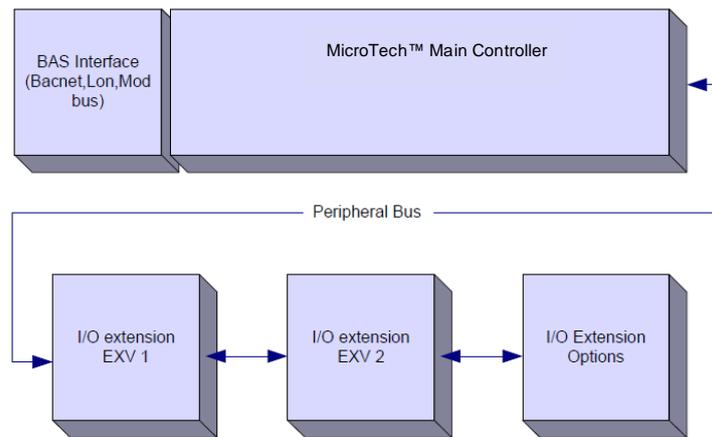 BAS Interface
(Bacnet,Lon,Mod
bus)
MicroTech™ Main Controller
Peripheral Bus
I/O extension
EXV 1
I/O extension
EXV 2
I/O Extension
Options